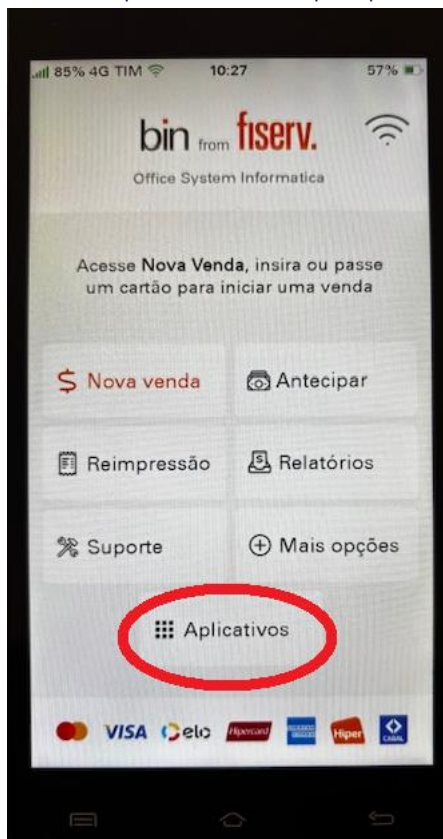 85% 4G TIM 10:27 57%
bin from fiserv.
Office System Informatica
Acesse Nova Venda, insira ou passe
um cartão para iniciar uma venda
$ Nova venda
Antecipar
Reimpressão
Relatórios
Suporte
Mais opções
Aplicativos
VISA elo Hipercard Hiper CABAL